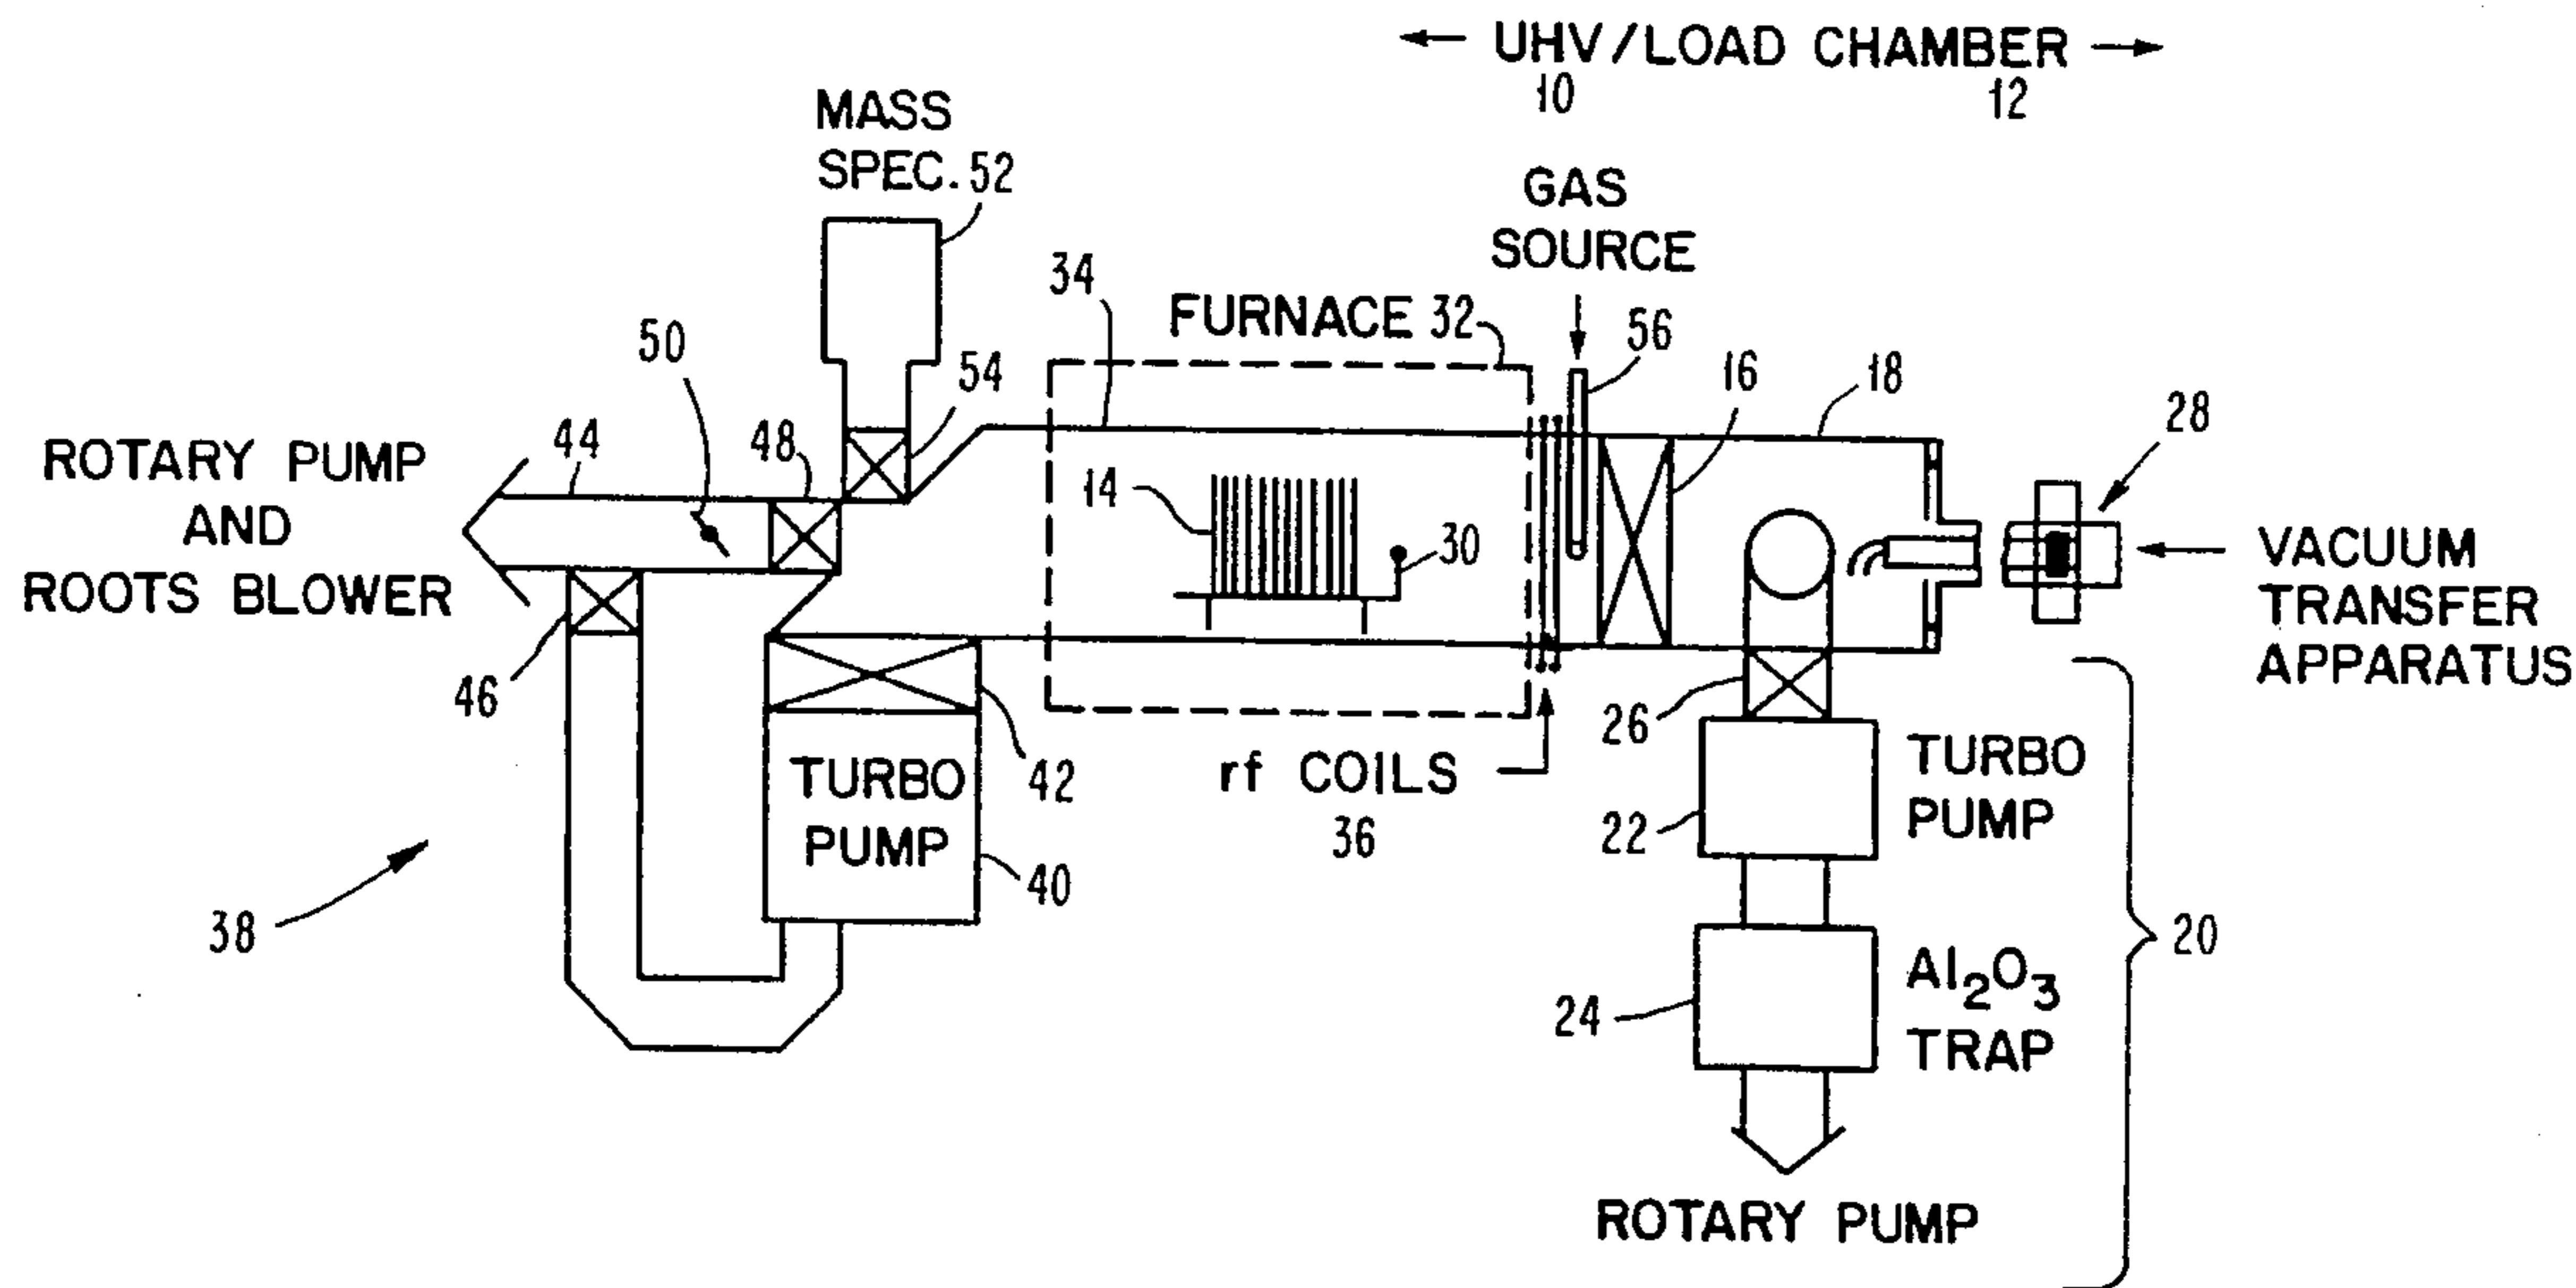 UHV/LOAD CHAMBER
10 12
MASS
SPEC. 52
GAS
SOURCE
34
FURNACE 32
56
50
54
16
18
28
ROTARY PUMP
AND
ROOTS BLOWER
44
48
14
30
VACUUM
TRANSFER
APPARATUS
46
42
26
rf COILS
36
TURBO
PUMP
40
22
TURBO
PUMP
38
20
24
Al₂O₃
TRAP
ROTARY PUMP